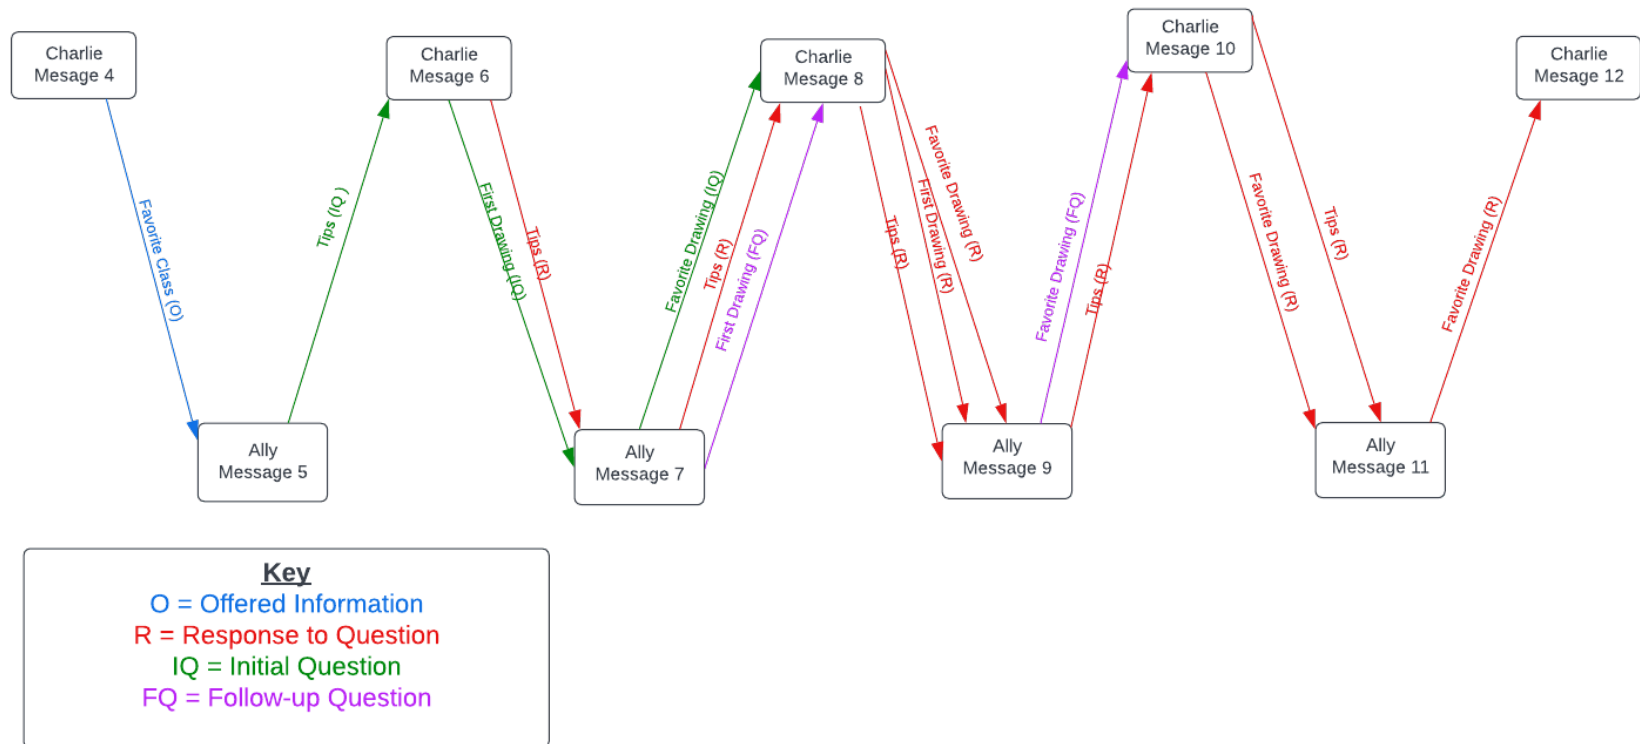 Charlie
Mesage 4
Charlie
Mesage 6
Charlie
Mesage 8
Charlie
Mesage 10
Charlie
Mesage 12
Favorite Class (O)
Tips (IQ )
First Drawing (IQ)
Tips (R)
Favorite Drawing (IQ)
Tips (R)
First Drawing (FQ)
Tips (R)
First Drawing (R)
Favorite Drawing (R)
Favorite Drawing (FQ)
Tips (R)
Favorite Drawing (R)
Tips (R)
Favorite Drawing (R)
Ally
Message 5
Ally
Message 7
Ally
Message 9
Ally
Message 11
Key
O = Offered Information
R = Response to Question
IQ = Initial Question
FQ = Follow-up Question